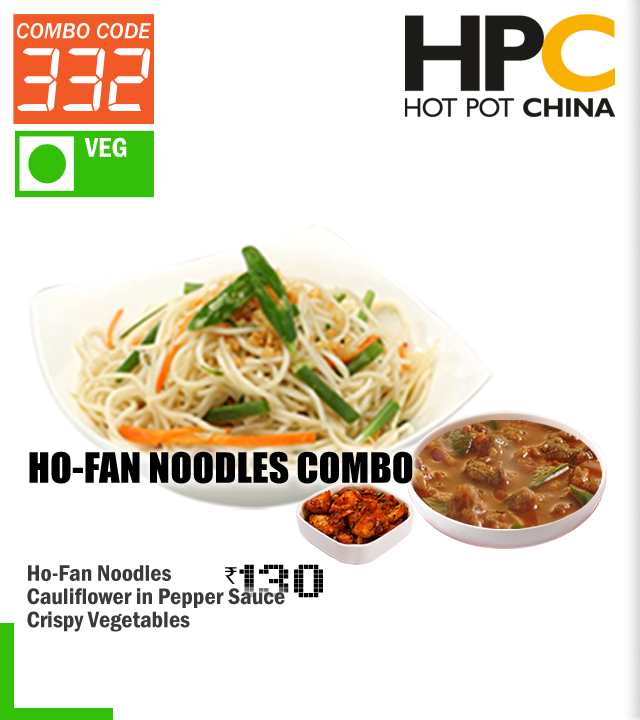 COMBO CODE
332
VEG
HPC
HOT POT CHINA
HO-FAN NOODLES COMBO
Ho-Fan Noodles
₹130
Cauliflower in Pepper Sauce
Crispy Vegetables